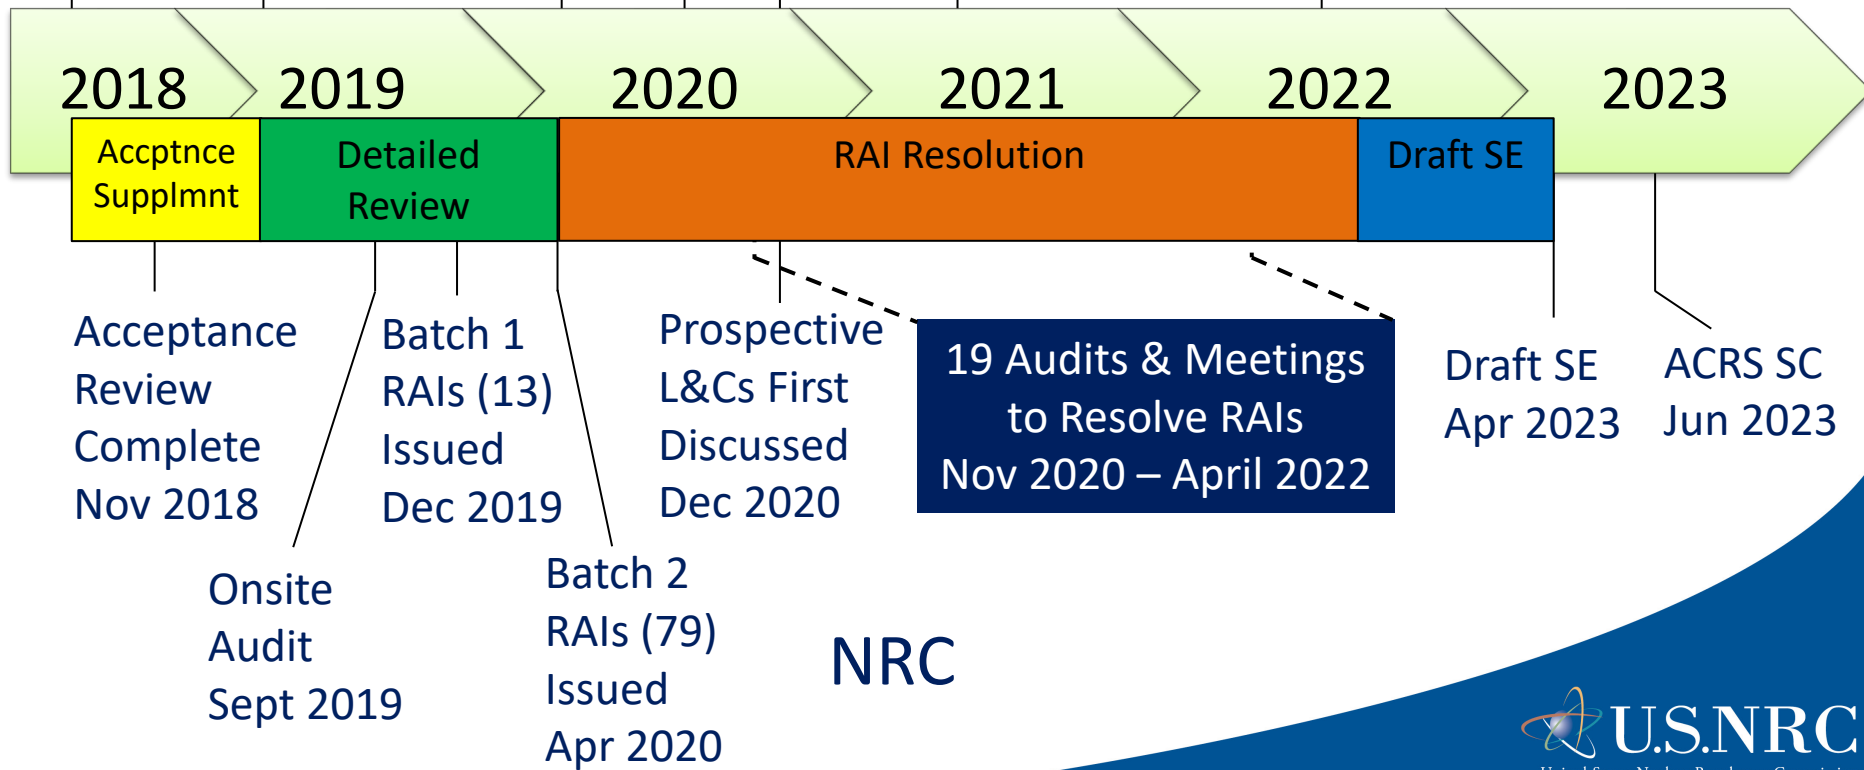 2018
2019
2020
2021
2022
2023
Accptnce
Supplmnt
Detailed
Review
RAI Resolution
Draft SE
Acceptance
Review
Complete
Nov 2018
Onsite
Audit
Sept 2019
Batch 1
RAIs (13)
Issued
Dec 2019
Batch 2
RAIs (79)
Issued
Apr 2020
Prospective
L&Cs First
Discussed
Dec 2020
19 Audits & Meetings
to Resolve RAIs
Nov 2020 – April 2022
Draft SE
Apr 2023
ACRS SC
Jun 2023
NRC
U.S.NRC